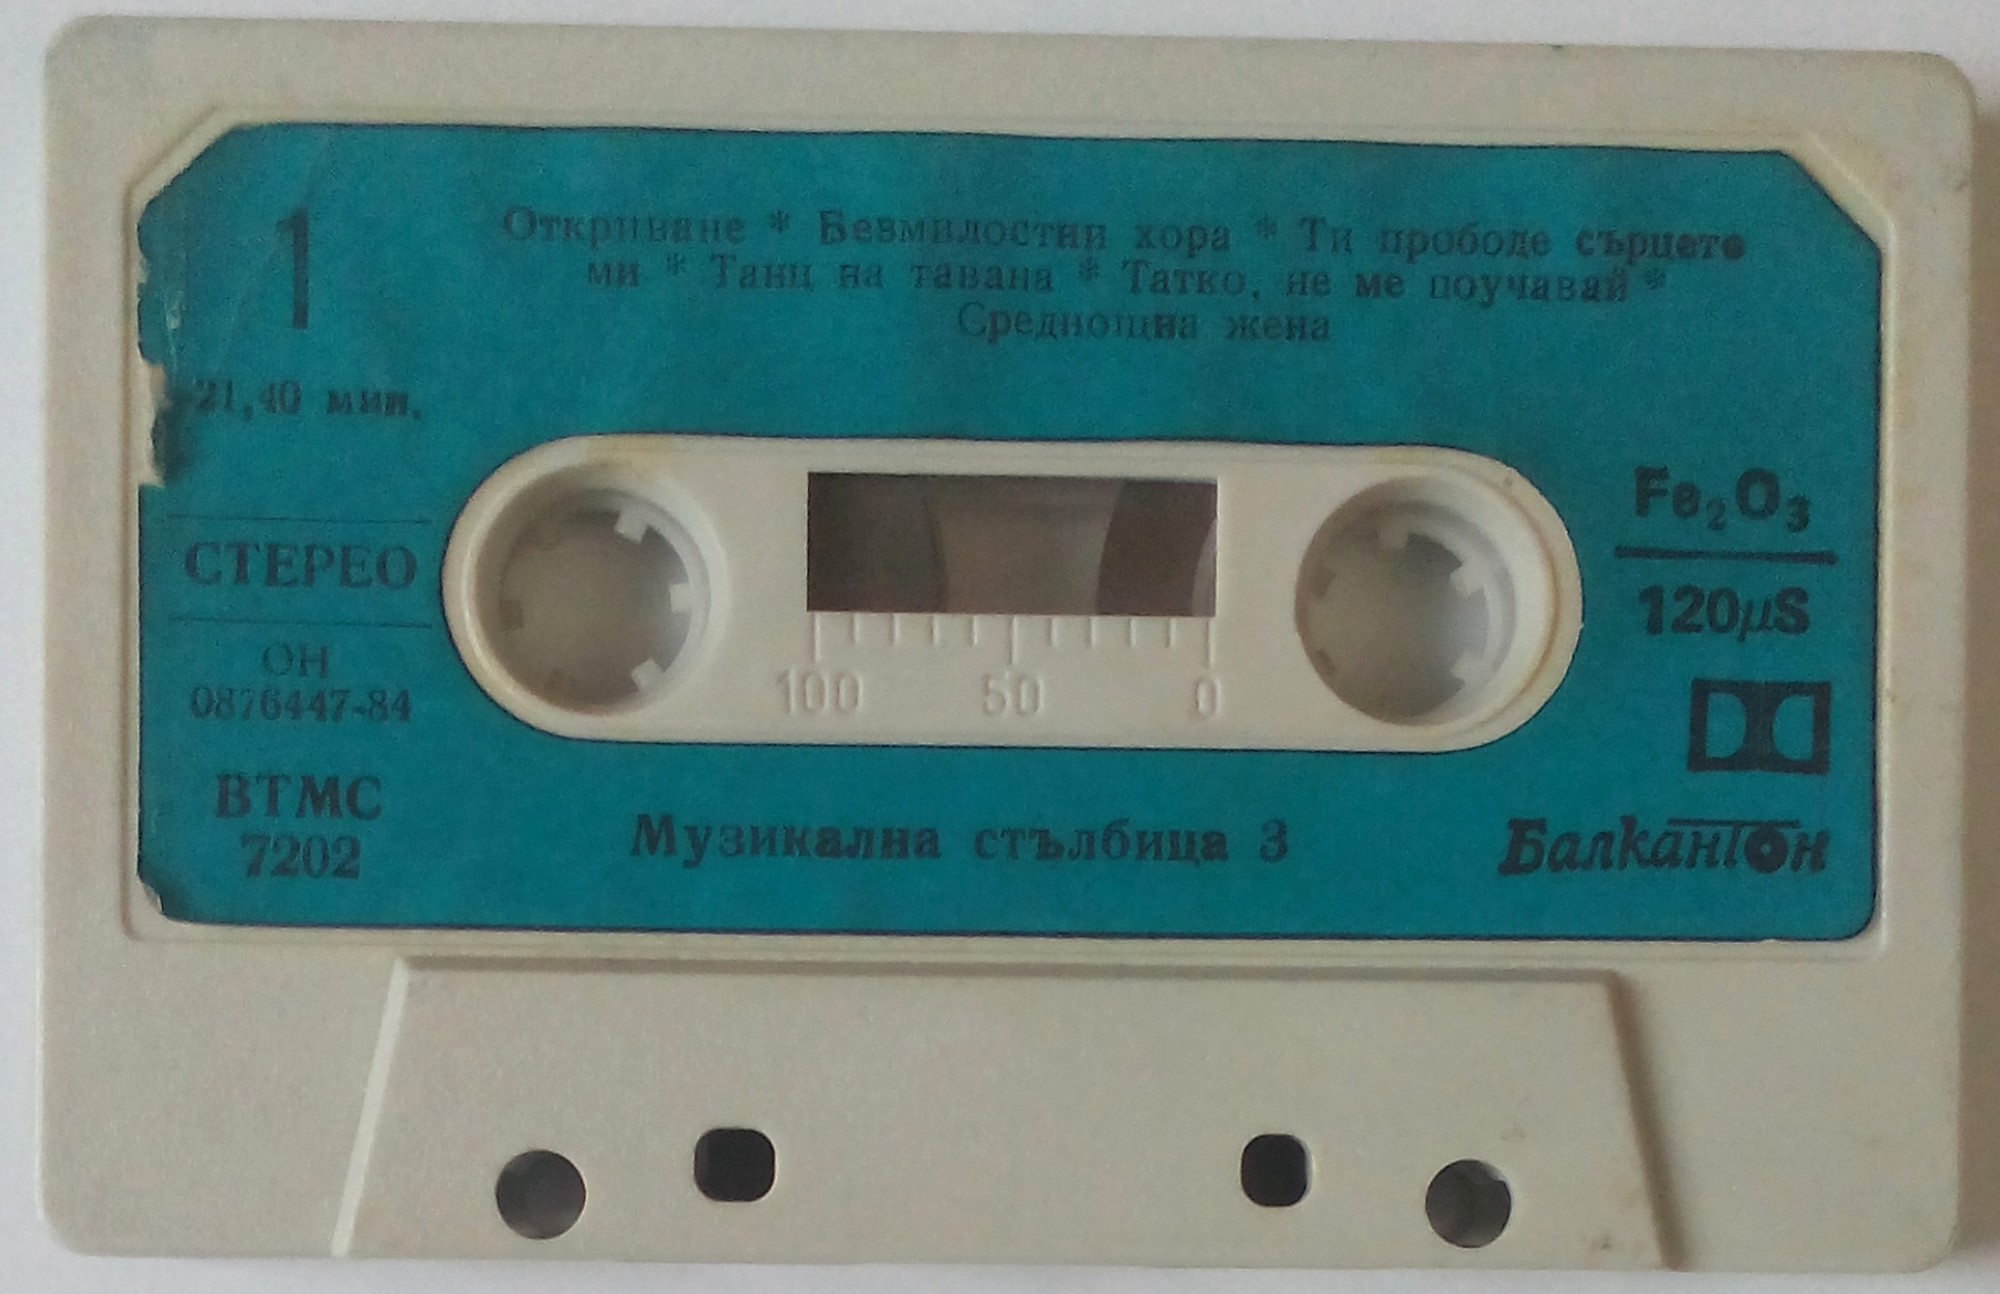 1
Откриване * Безмилостни хора * Ти прободе сърцето
ми * Танц на тавана * Татко, не ме поучавай *
Среднощна жена
21,40 мин.
СТЕРЕО
ОН
0876447-84
ВТМС
7202
100 50 0
Fe₂O₃
120μS
Музикална стълбица 3
Балкантон